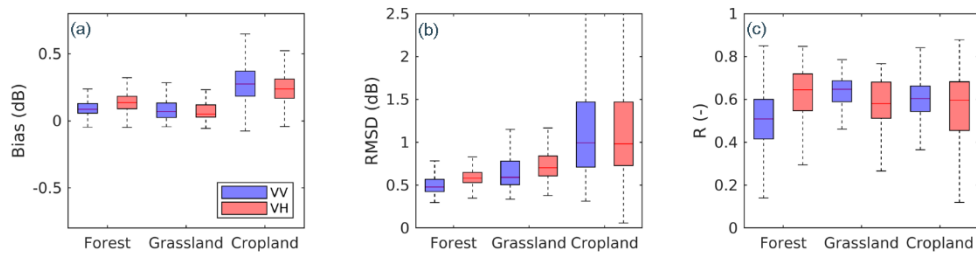 (a)
Bias (dB)
0.5
0
-0.5
VV
VH
Forest Grassland Cropland
(b)
RMSD (dB)
2.5
2
1.5
1
0.5
0
Forest Grassland Cropland
(c)
R (-)
1
0.8
0.6
0.4
0.2
0
Forest Grassland Cropland